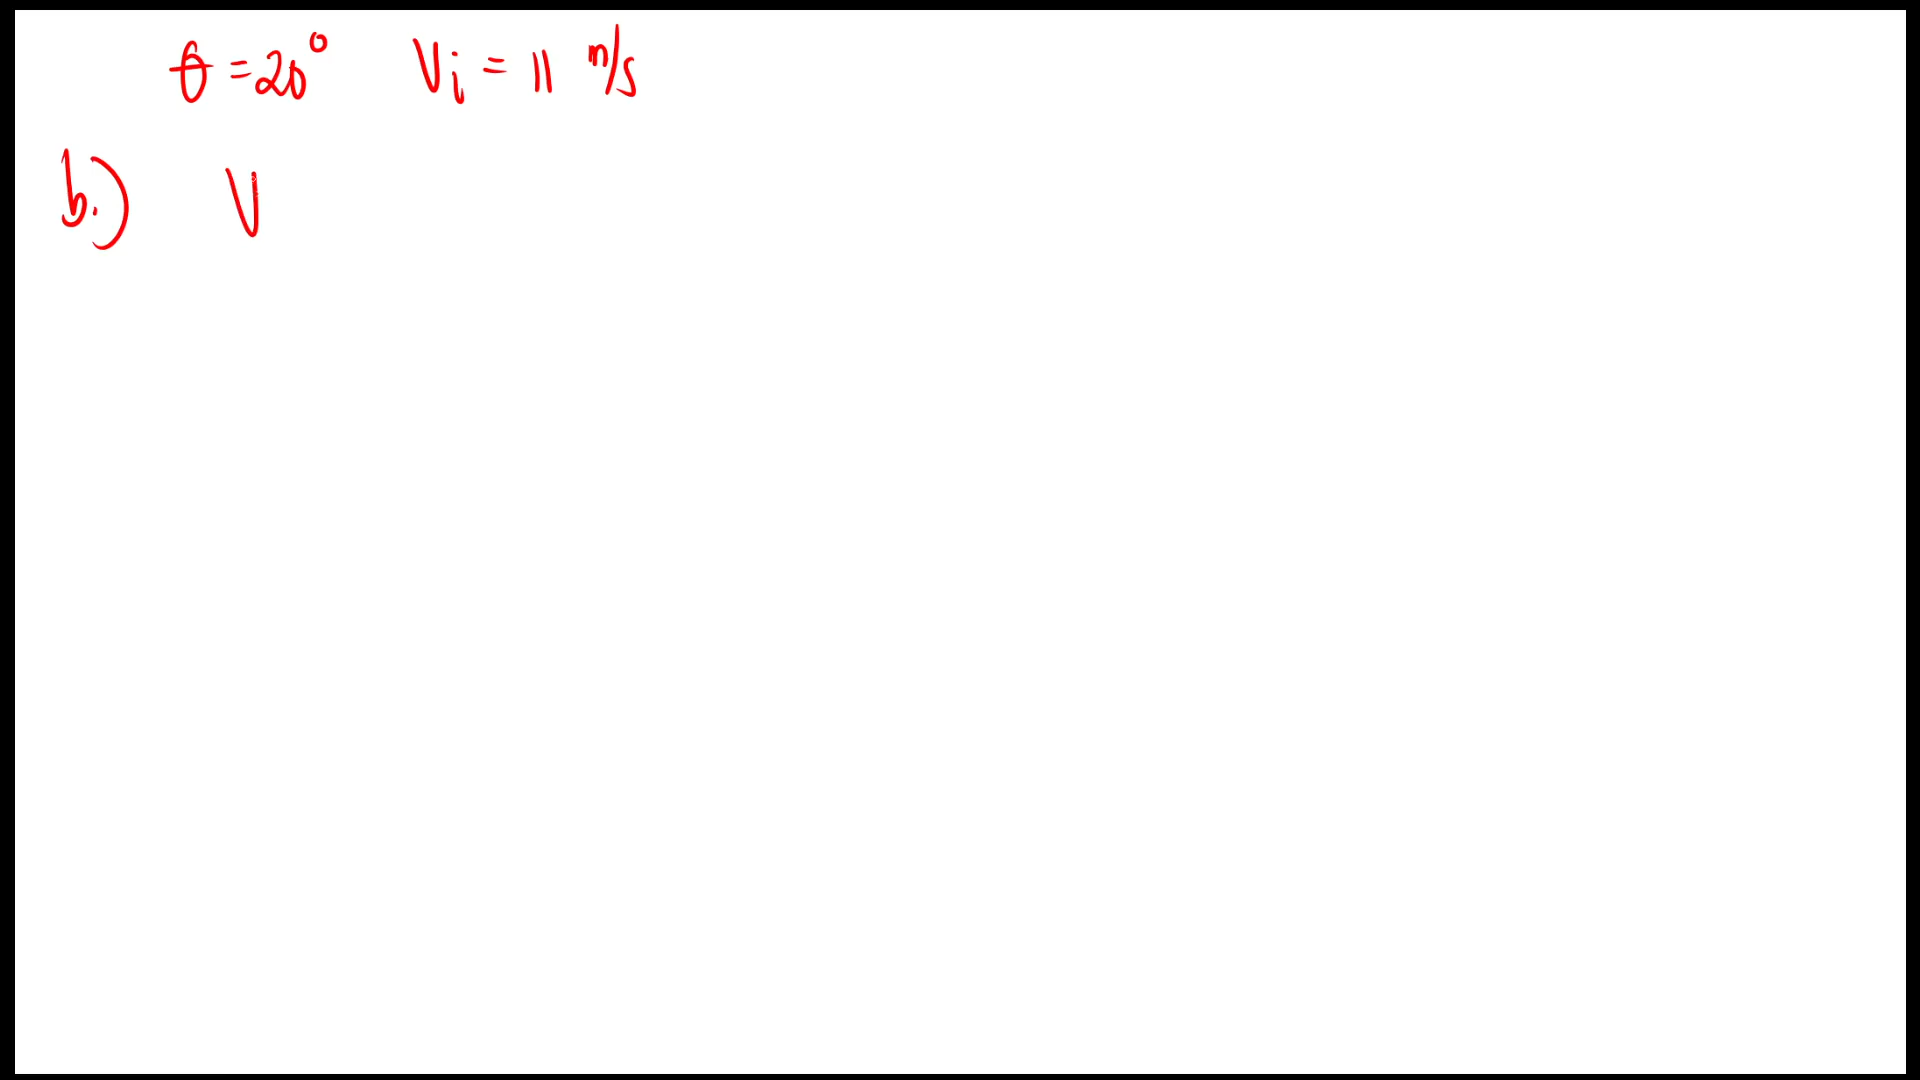 θ = 20° Vi = 11 m/s
b.) V